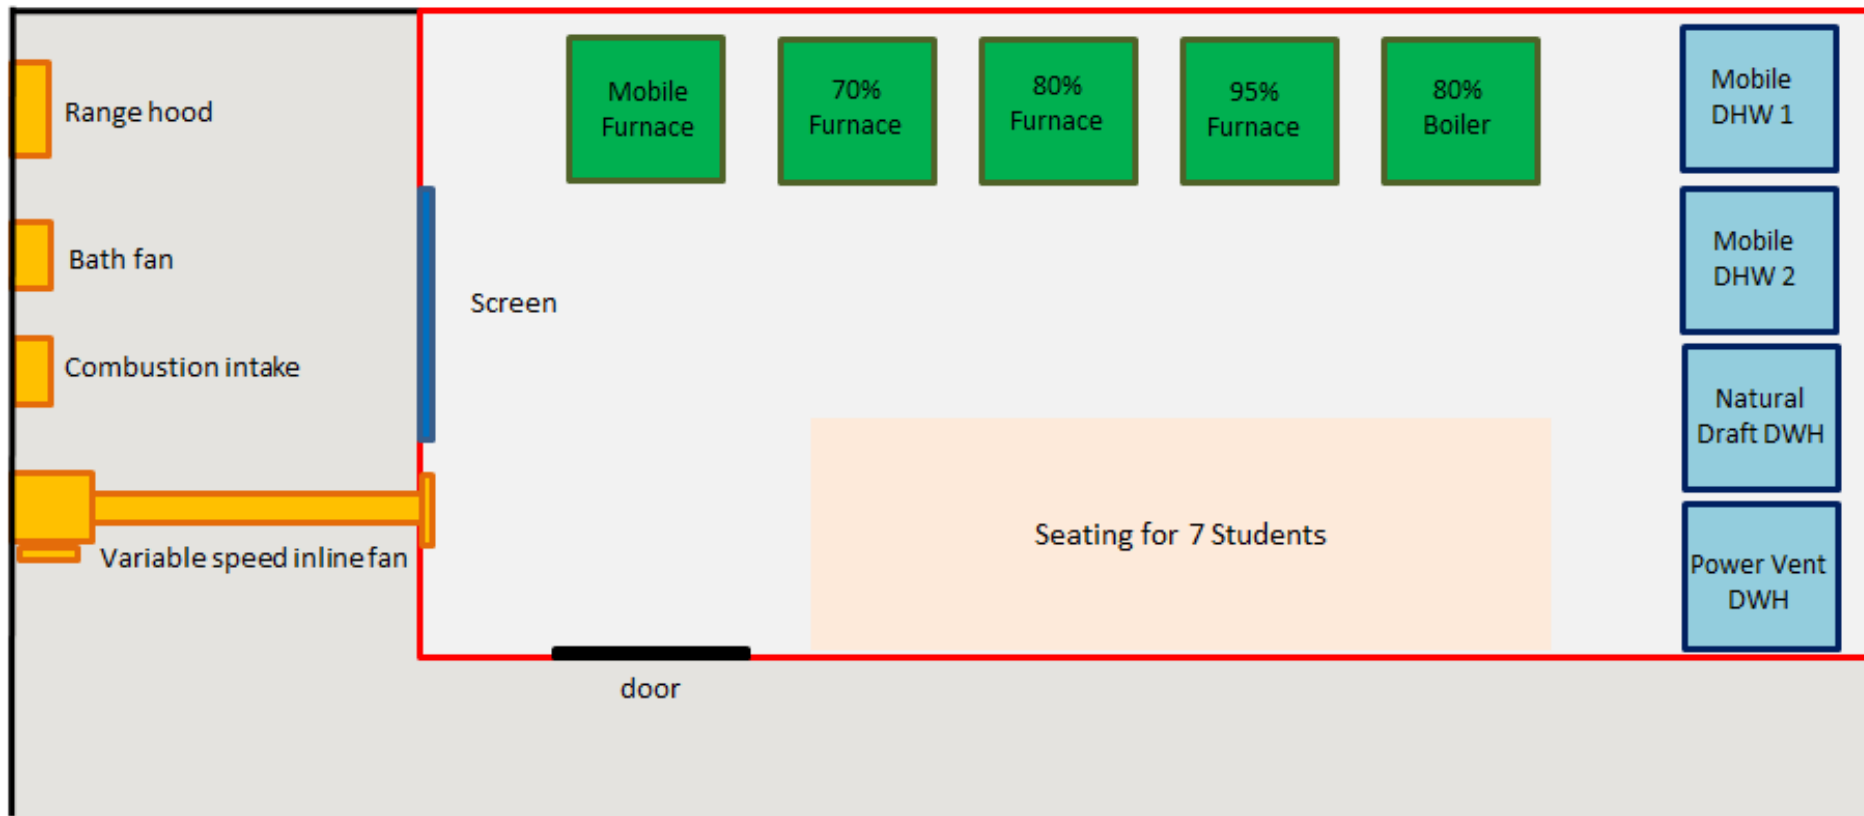 Range hood
Bath fan
Combustion intake
Variable speed inline fan
Screen
Mobile
Furnace
70%
Furnace
80%
Furnace
95%
Furnace
80%
Boiler
Mobile
DHW 1
Mobile
DHW 2
Natural
Draft DWH
Power Vent
DWH
Seating for 7 Students
door